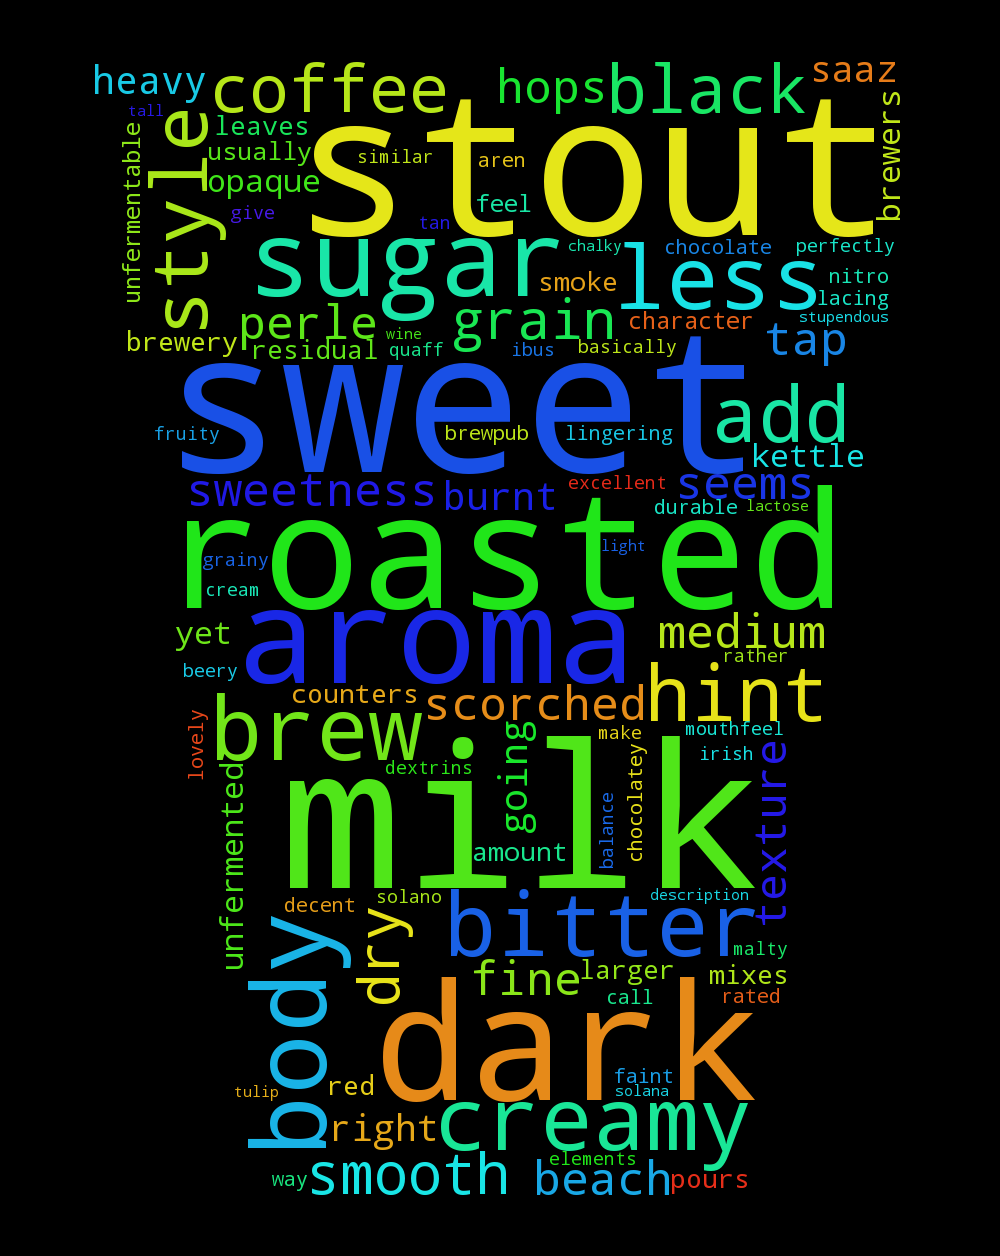 heavy
coffee
hops
black
saaz
tall
leaves
style
stout
brewers
unfermentable
usually
similar
aren
opaque
feel
give
tan
sugar
chalky
less
chocolate
perfectly
smoke
nitro
lacing
perle
grain
character
stupendous
brewery
wine
tap
residual
quaff
ibus
basically
sweet
add
fruity
brewpub
lingering
kettle
sweetness
burnt
excellent
seems
roasted
durable
lactose
grainy
light
cream
aroma
yet
medium
rather
beery
counters
scorched
hint
lovely
brew
going
make
mouthfeel
irish
dextrins
milk
chocolatey
texture
unfermented
amount
balance
decent
solano
bitter
description
body
dry
malty
fine
larger
mixes
call
rated
dark
faint
tulip
red
solana
right
creamy
elements
way
smooth
beach
pours